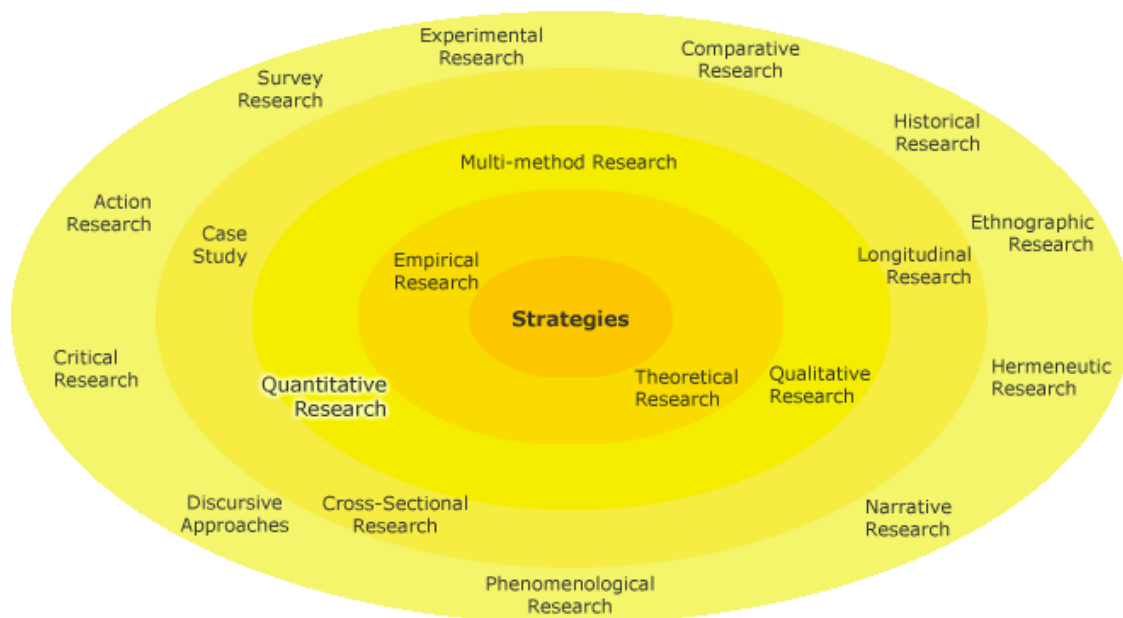 Experimental
Research
Comparative
Research
Survey
Research
Historical
Research
Multi-method Research
Action
Research
Case
Study
Ethnographic
Research
Empirical
Research
Longitudinal
Research
Strategies
Critical
Research
Quantitative
Research
Theoretical
Research
Qualitative
Research
Hermeneutic
Research
Discursive
Approaches
Cross-Sectional
Research
Narrative
Research
Phenomenological
Research